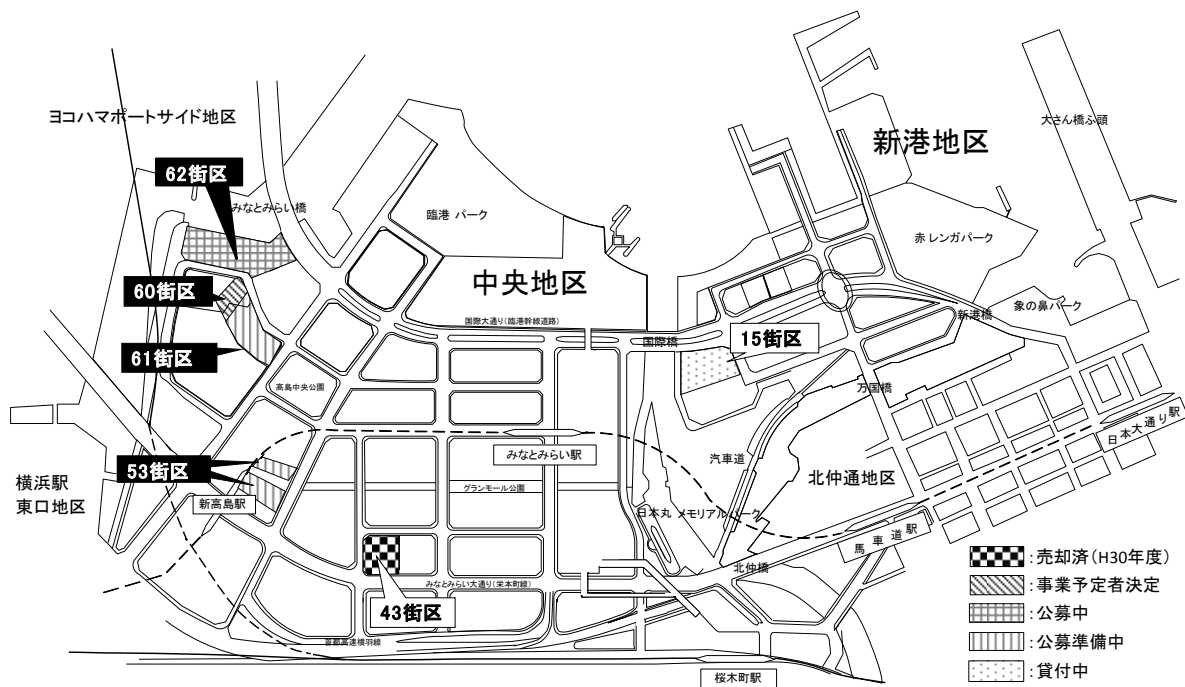 ヨコハマポートサイド地区
新港地区
大さん橋ふ頭
62街区
みなとみらい橋
臨港 パーク
赤レンガパーク
中央地区
60街区
象の鼻パーク
国際大通り(臨港幹線道路)
新港橋
国際橋
15街区
61街区
高島中央公園
万国橋
日本大通り駅
みなとみらい駅
汽車道
53街区
北仲通地区
横浜駅
東口地区
新高島駅
グランモール公園
日本丸 メモリアルパーク
馬車道駅
北仲橋
みなとみらい大通り(栄本町線)
43街区
首都高速横羽線
桜木町駅
:売却済(H30年度)
:事業予定者決定
:公募中
:公募準備中
:貸付中